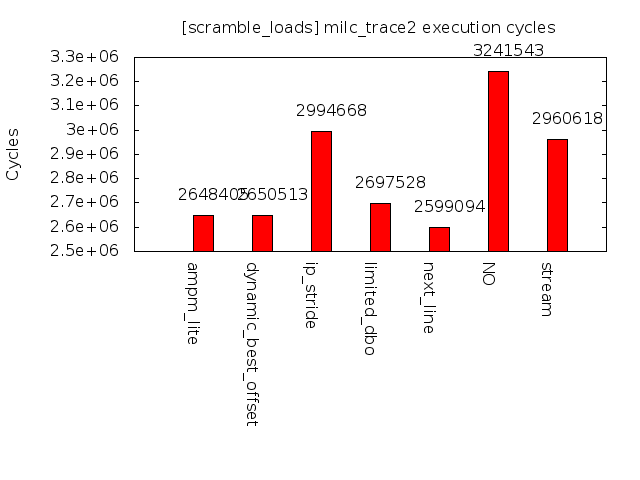 [scramble_loads] milc_trace2 execution cycles
Cycles
3.3e+06
3.2e+06
3.1e+06
3e+06
2.9e+06
2.8e+06
2.7e+06
2.6e+06
2.5e+06
2648405
2650513
2994668
2697528
2599094
3241543
2960618
ampm_lite
dynamic_best_offset
ip_stride
limited_dbo
next_line
NO
stream